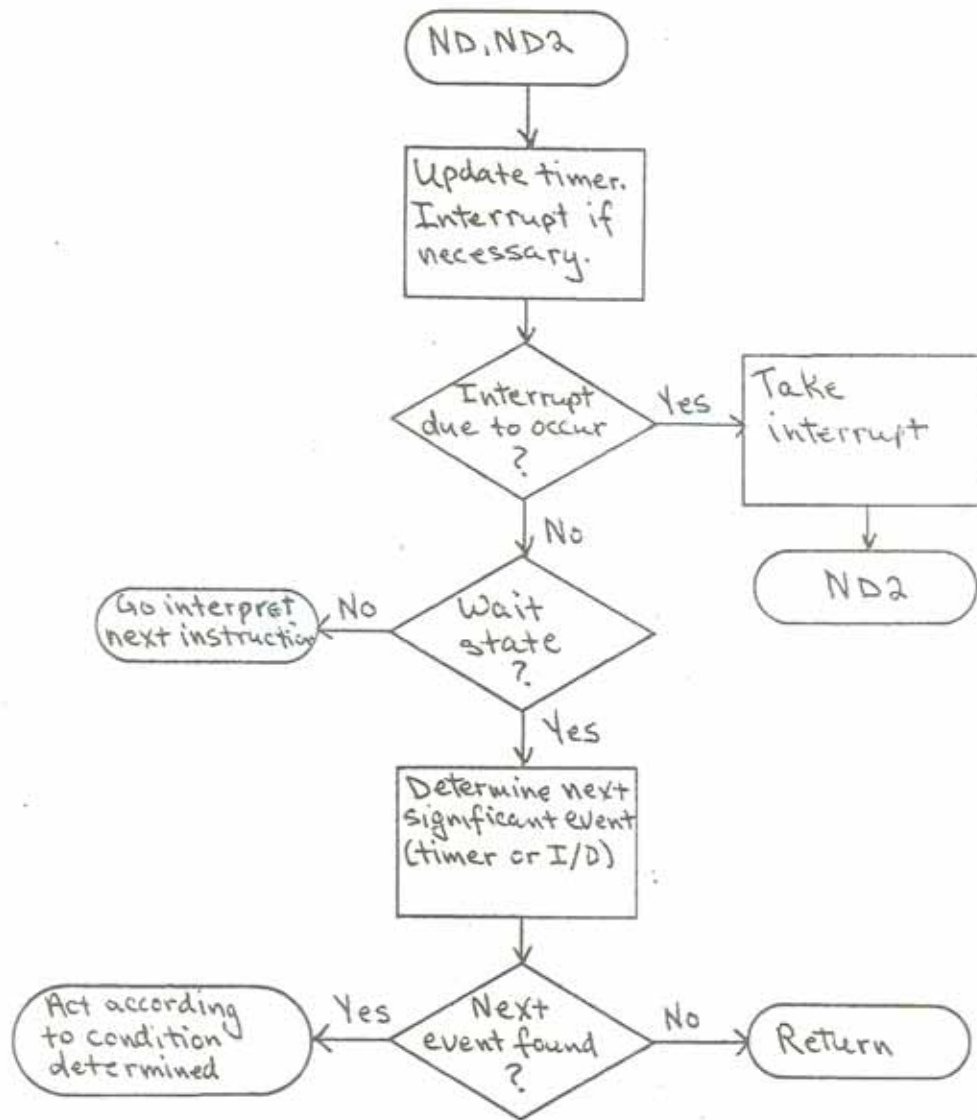 ND, ND2
Update timer.
Interrupt if
necessary.
Interrupt
due to occur
?
Yes
Take
interrupt
No
ND2
Go interpret
next instruction
No
Wait
state
?
Yes
Determine next
significant event
(timer or I/O)
Act according
to condition
determined
Yes
Next
event found
?
No
Return